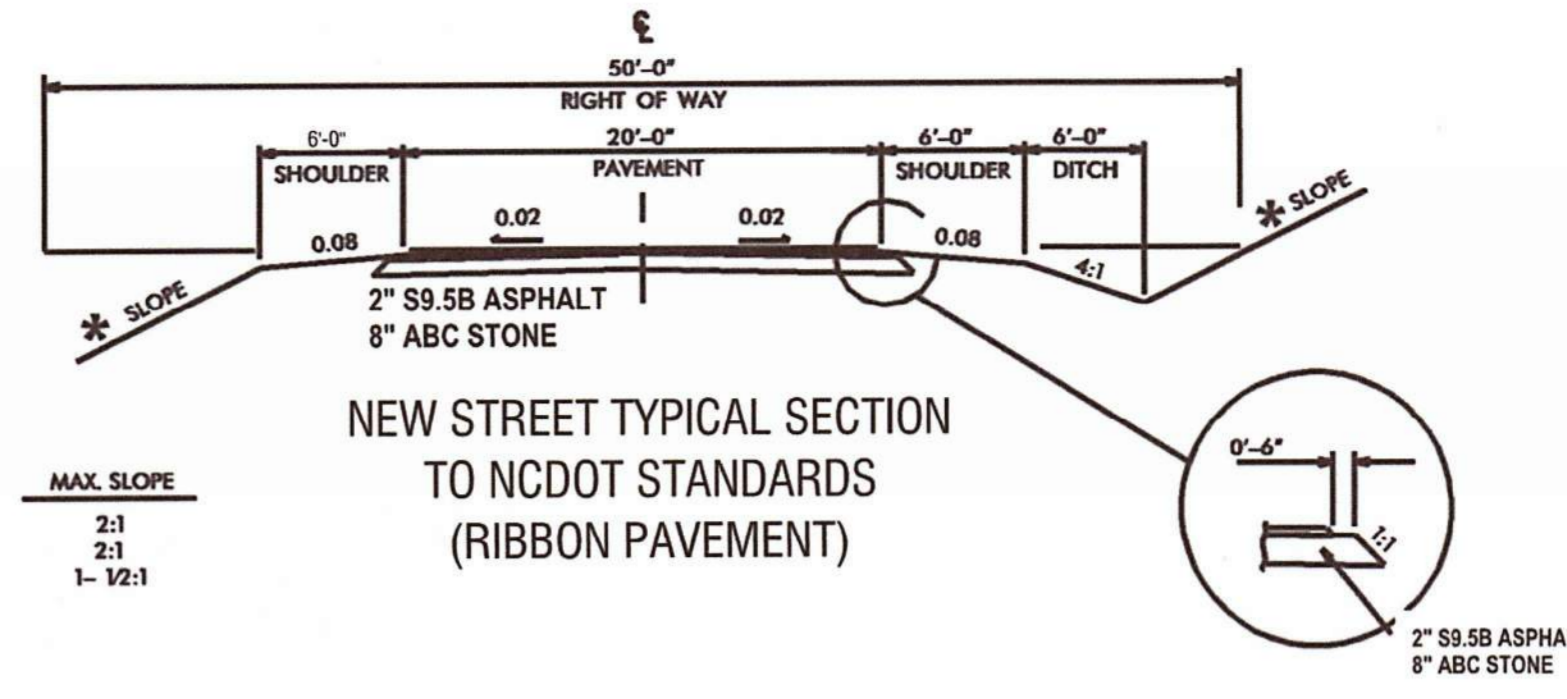 ℄
50'–0"
RIGHT OF WAY
6'-0" 20'–0" 6'–0" 6'–0"
SHOULDER PAVEMENT SHOULDER DITCH
* SLOPE
0.02 0.02
0.08 0.08
4:1
* SLOPE
2" S9.5B ASPHALT
8" ABC STONE
NEW STREET TYPICAL SECTION
TO NCDOT STANDARDS
(RIBBON PAVEMENT)
MAX. SLOPE
2:1
2:1
1– 1/2:1
0'–6"
1:1
2" S9.5B ASPHA
8" ABC STONE